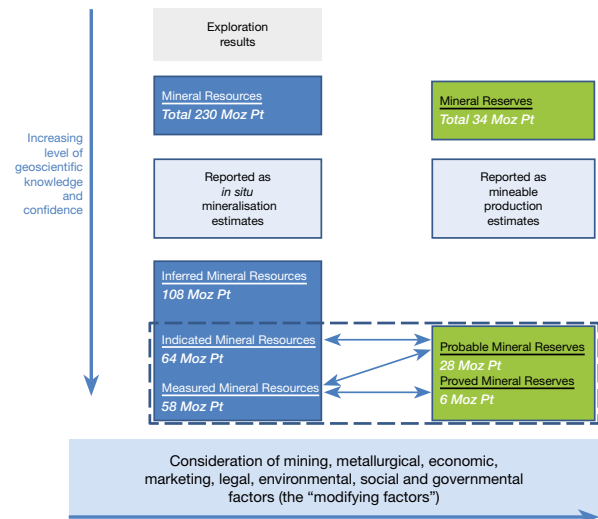 Exploration
results
Mineral Resources
Total 230 Moz Pt
Mineral Reserves
Total 34 Moz Pt
Increasing
level of
geoscientific
knowledge
and
confidence
Reported as
in situ
mineralisation
estimates
Reported as
mineable
production
estimates
Inferred Mineral Resources
108 Moz Pt
Indicated Mineral Resources
64 Moz Pt
Measured Mineral Resources
58 Moz Pt
Probable Mineral Reserves
28 Moz Pt
Proved Mineral Reserves
6 Moz Pt
Consideration of mining, metallurgical, economic,
marketing, legal, environmental, social and governmental
factors (the “modifying factors”)